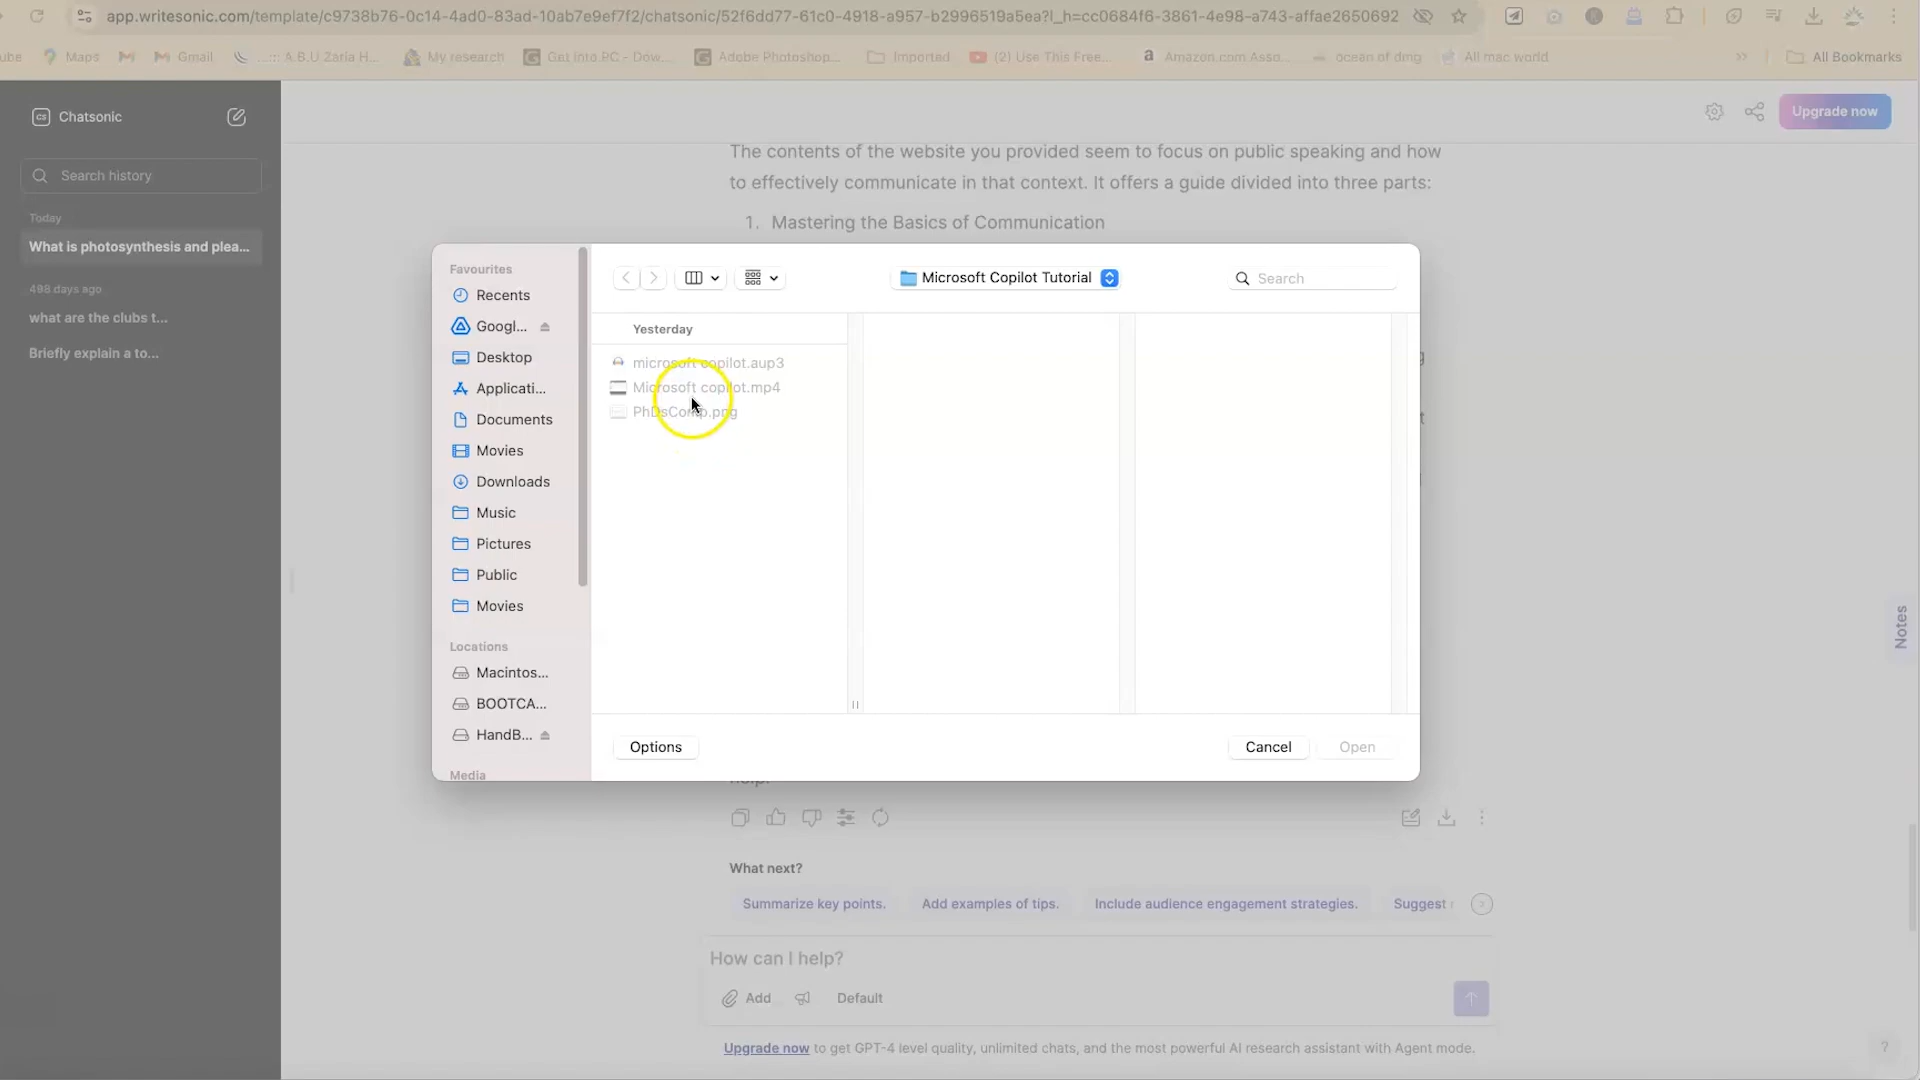 app.writesonic.com/template/c9738b76-0c14-4ad0-83ad-10ab7e9ef7f2/chatsonic/52f6dd77-61c0-4918-a957-b2996519a5ea?l_h=cc0684f6-3861-4e98-a743-affae2650692
ube Maps Gmail ....:: A.B.U Zaria H... My research Get Into PC - Dow... Adobe Photoshop... Imported (2) Use This Free... Amazon.com Asso... ocean of dmg All mac world >> All Bookmarks
CS Chatsonic
Upgrade now
Search history
Today
What is photosynthesis and plea...
498 days ago
what are the clubs t...
Briefly explain a to...
The contents of the website you provided seem to focus on public speaking and how
to effectively communicate in that context. It offers a guide divided into three parts:
1. Mastering the Basics of Communication
Favourites
Recents
Googl...
Desktop
Applicati...
Documents
Movies
Downloads
Music
Pictures
Public
Movies
Locations
Macintos...
BOOTCA...
HandB...
Media
Microsoft Copilot Tutorial
Search
Yesterday
microsoft copilot.aup3
Microsoft copilot.mp4
PhDsComp.png
Options
Cancel
Open
help.
Notes
What next?
Summarize key points. Add examples of tips. Include audience engagement strategies. Suggest
How can I help?
Add Default
Upgrade now to get GPT-4 level quality, unlimited chats, and the most powerful AI research assistant with Agent mode.
?